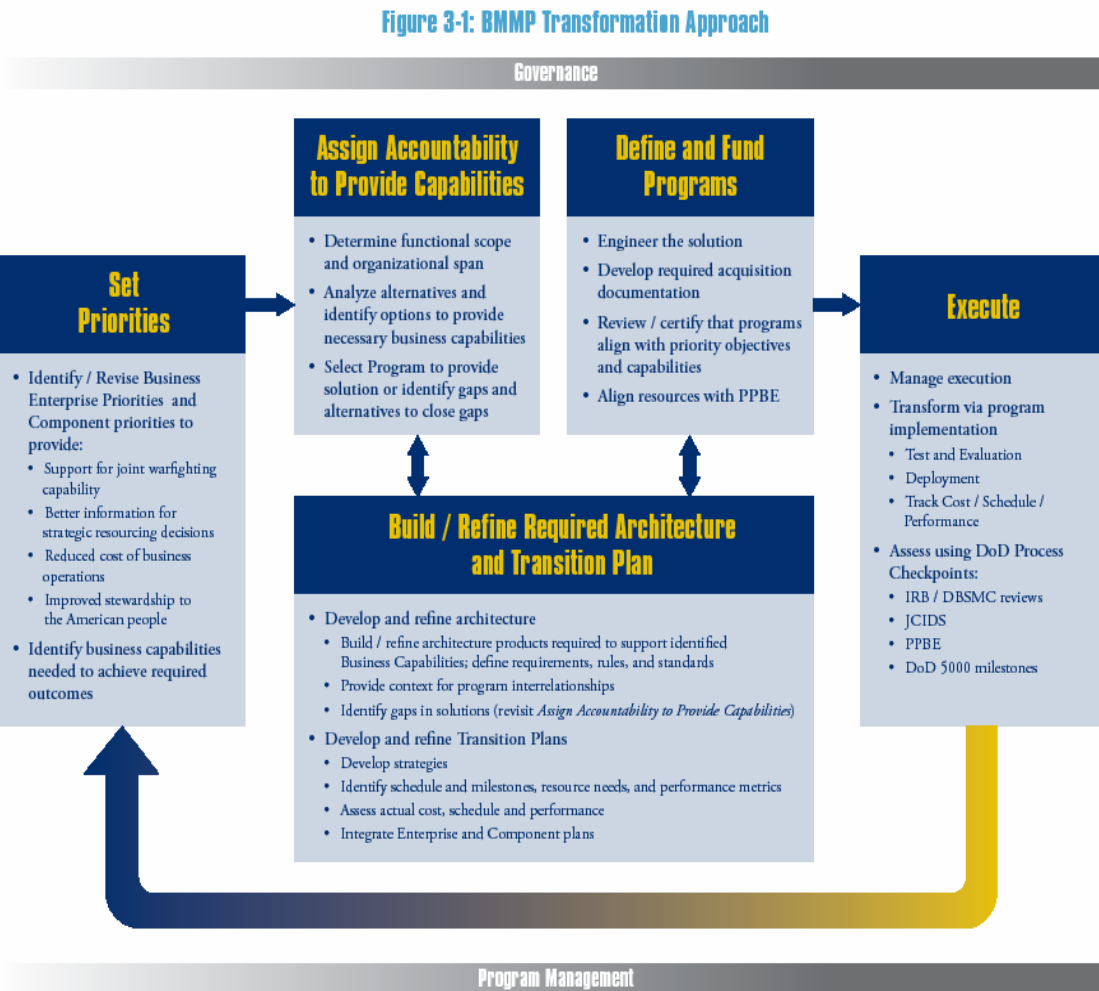 Figure 3-1: BMMP Transformation Approach
Governance
Set
Priorities
• Identify / Revise Business
Enterprise Priorities and
Component priorities to
provide:
• Support for joint warfighting
capability
• Better information for
strategic resourcing decisions
• Reduced cost of business
operations
• Improved stewardship to
the American people
• Identify business capabilities
needed to achieve required
outcomes
Assign Accountability
to Provide Capabilities
• Determine functional scope
and organizational span
• Analyze alternatives and
identify options to provide
necessary business capabilities
• Select Program to provide
solution or identify gaps and
alternatives to close gaps
Define and Fund
Programs
• Engineer the solution
• Develop required acquisition
documentation
• Review / certify that programs
align with priority objectives
and capabilities
• Align resources with PPBE
Build / Refine Required Architecture
and Transition Plan
• Develop and refine architecture
• Build / refine architecture products required to support identified
Business Capabilities; define requirements, rules, and standards
• Provide context for program interrelationships
• Identify gaps in solutions (revisit Assign Accountability to Provide Capabilities)
• Develop and refine Transition Plans
• Develop strategies
• Identify schedule and milestones, resource needs, and performance metrics
• Assess actual cost, schedule and performance
• Integrate Enterprise and Component plans
Execute
• Manage execution
• Transform via program
implementation
• Test and Evaluation
• Deployment
• Track Cost / Schedule /
Performance
• Assess using DoD Process
Checkpoints:
• IRB / DBSMC reviews
• JCIDS
• PPBE
• DoD 5000 milestones
Program Management